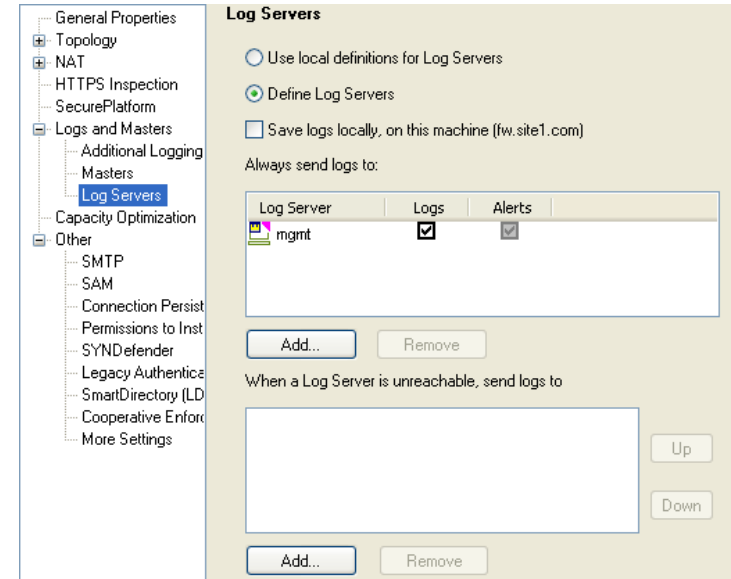 General Properties
Topology
NAT
HTTPS Inspection
SecurePlatform
Logs and Masters
Additional Logging
Masters
Log Servers
Capacity Optimization
Other
SMTP
SAM
Connection Persist
Permissions to Inst
SYNDefender
Legacy Authentica
SmartDirectory (LD
Cooperative Enforc
More Settings
Log Servers
Use local definitions for Log Servers
Define Log Servers
Save logs locally, on this machine (fw.site1.com)
Always send logs to:
Log Server Logs Alerts
mgmt
Add... Remove
When a Log Server is unreachable, send logs to
Up
Down
Add... Remove